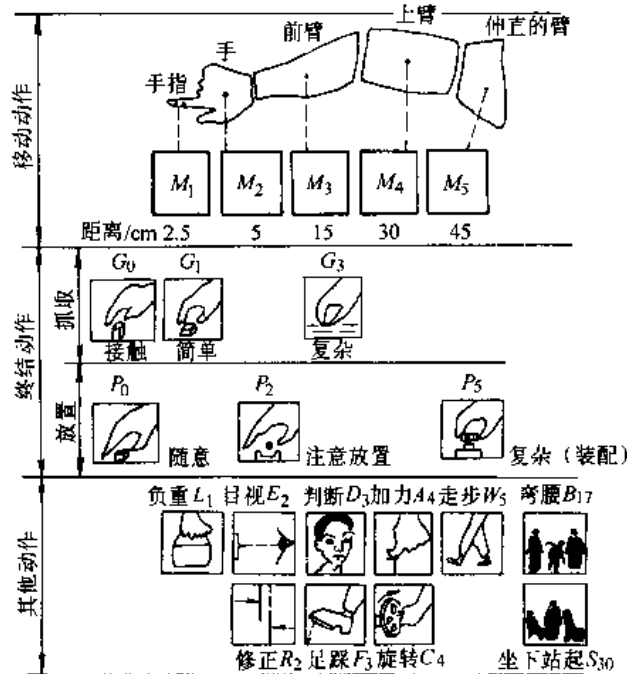 前臂
上臂
伸直的臂
手
手指
移动动作
M1 M2 M3 M4 M5
距离/cm 2.5 5 15 30 45
终结动作
抓取
G0 G1 G3
接触 简单 复杂
放置
P0 P2 P5
随意 注意放置 复杂（装配）
其他动作
负重L1 目视E2 判断D3 加力A4 走步W5 弯腰B17
修正R2 足踩F3 旋转C4 坐下站起S30